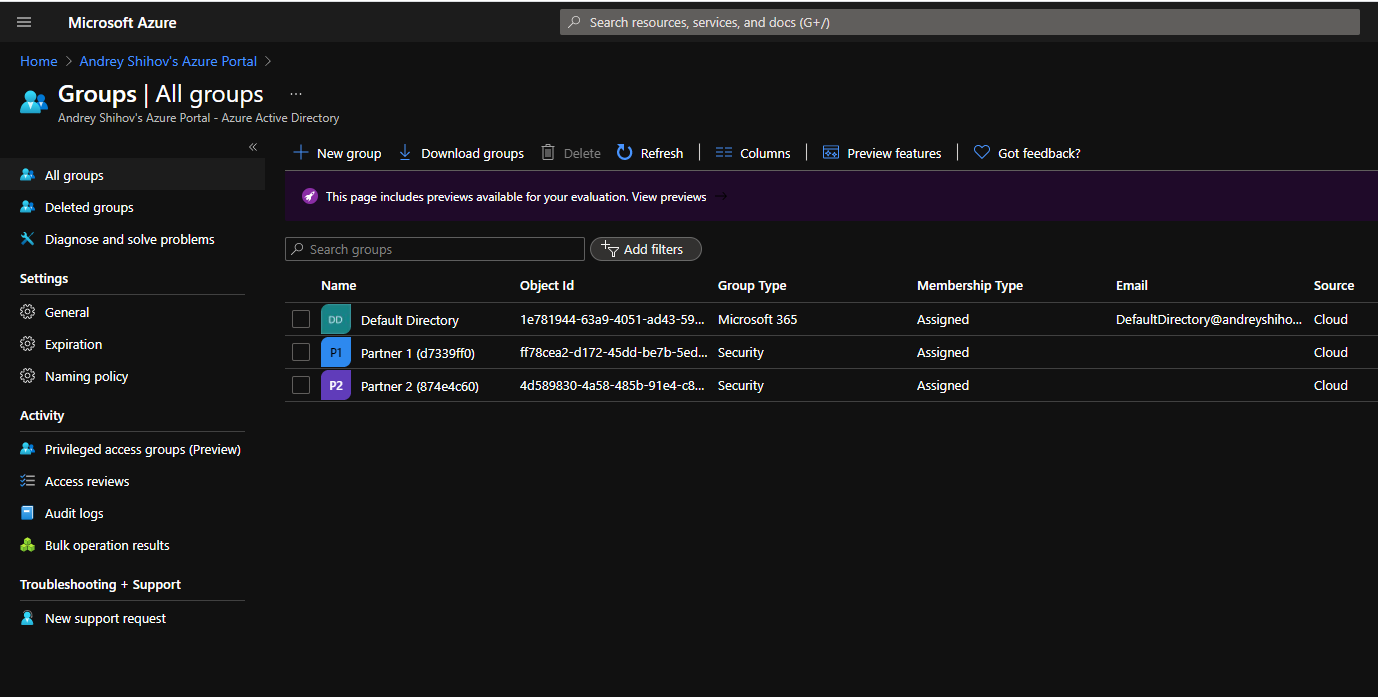 Microsoft Azure
Search resources, services, and docs (G+/)
Home > Andrey Shihov's Azure Portal >
Groups | All groups ...
Andrey Shihov's Azure Portal - Azure Active Directory
«
All groups
Deleted groups
Diagnose and solve problems
Settings
General
Expiration
Naming policy
Activity
Privileged access groups (Preview)
Access reviews
Audit logs
Bulk operation results
Troubleshooting + Support
New support request
New group Download groups Delete Refresh Columns Preview features Got feedback?
This page includes previews available for your evaluation. View previews →
Search groups Add filters
Name Object Id Group Type Membership Type Email Source
DD Default Directory 1e781944-63a9-4051-ad43-59... Microsoft 365 Assigned DefaultDirectory@andreyshiho... Cloud
P1 Partner 1 (d7339ff0) ff78cea2-d172-45dd-be7b-5ed... Security Assigned Cloud
P2 Partner 2 (874e4c60) 4d589830-4a58-485b-91e4-c8... Security Assigned Cloud